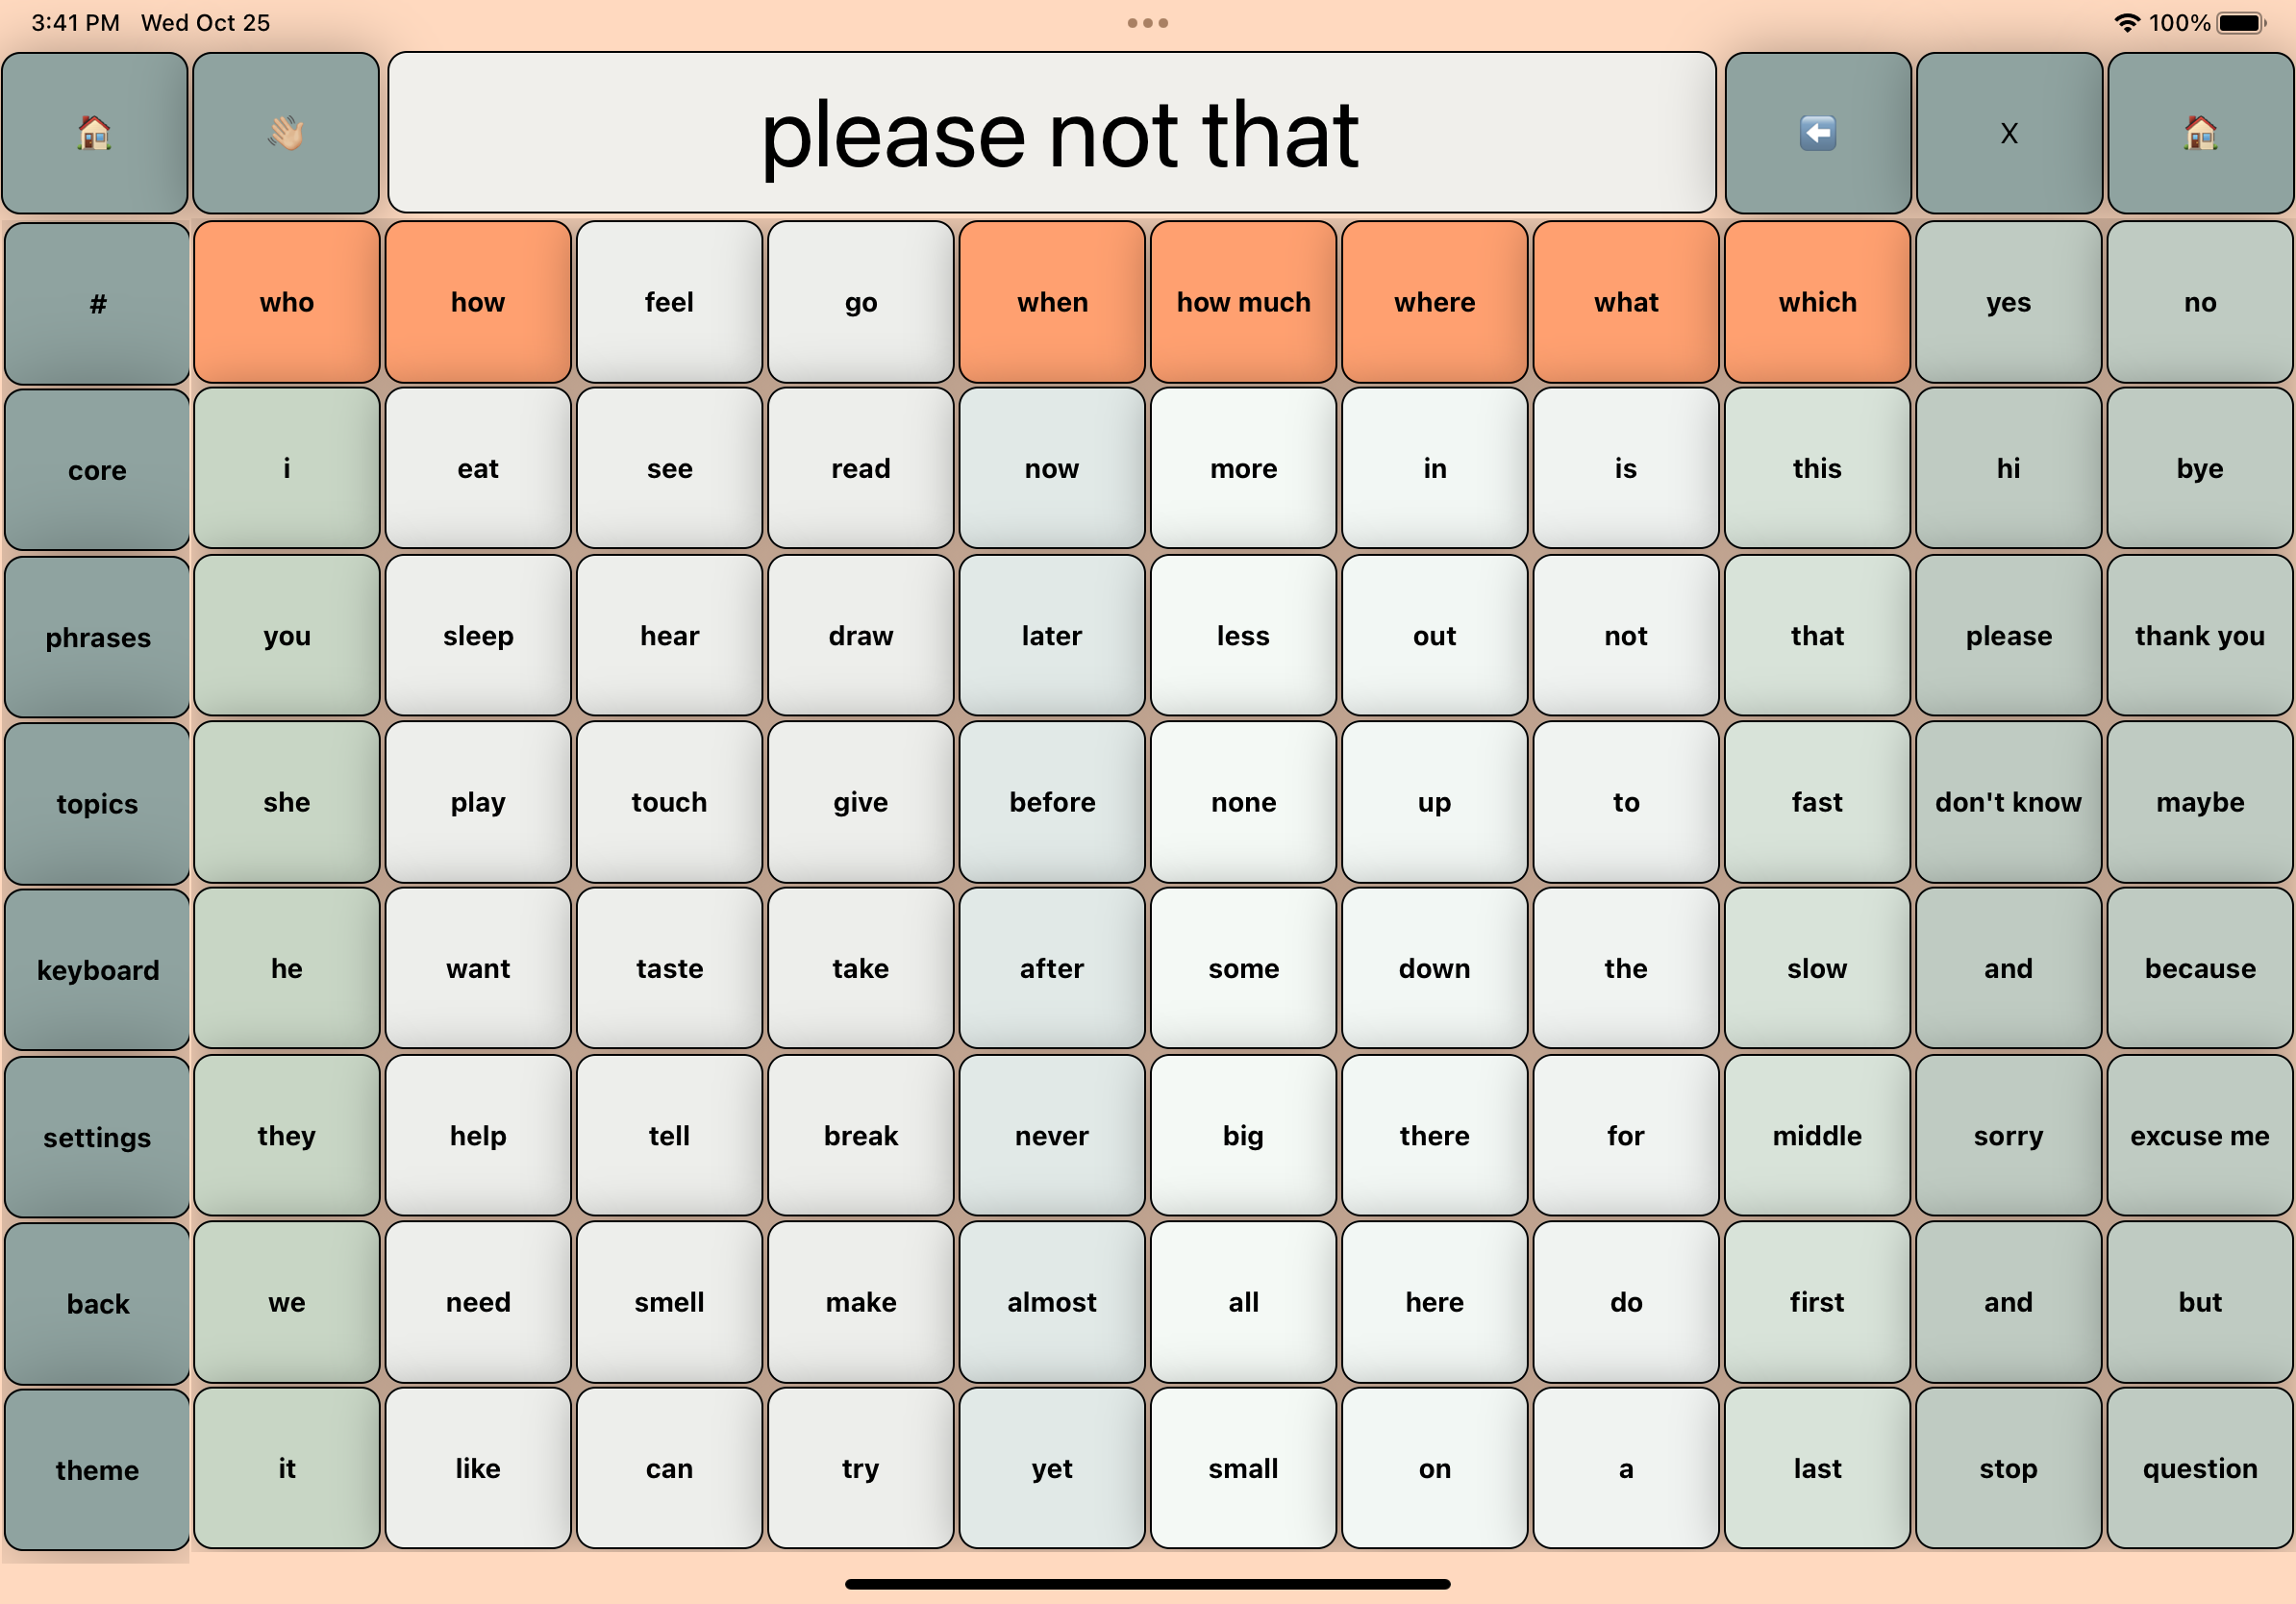 3:41 PM Wed Oct 25 100%
please not that X
# who how feel go when how much where what which yes no
core i eat see read now more in is this hi bye
phrases you sleep hear draw later less out not that please thank you
topics she play touch give before none up to fast don't know maybe
keyboard he want taste take after some down the slow and because
settings they help tell break never big there for middle sorry excuse me
back we need smell make almost all here do first and but
theme it like can try yet small on a last stop question